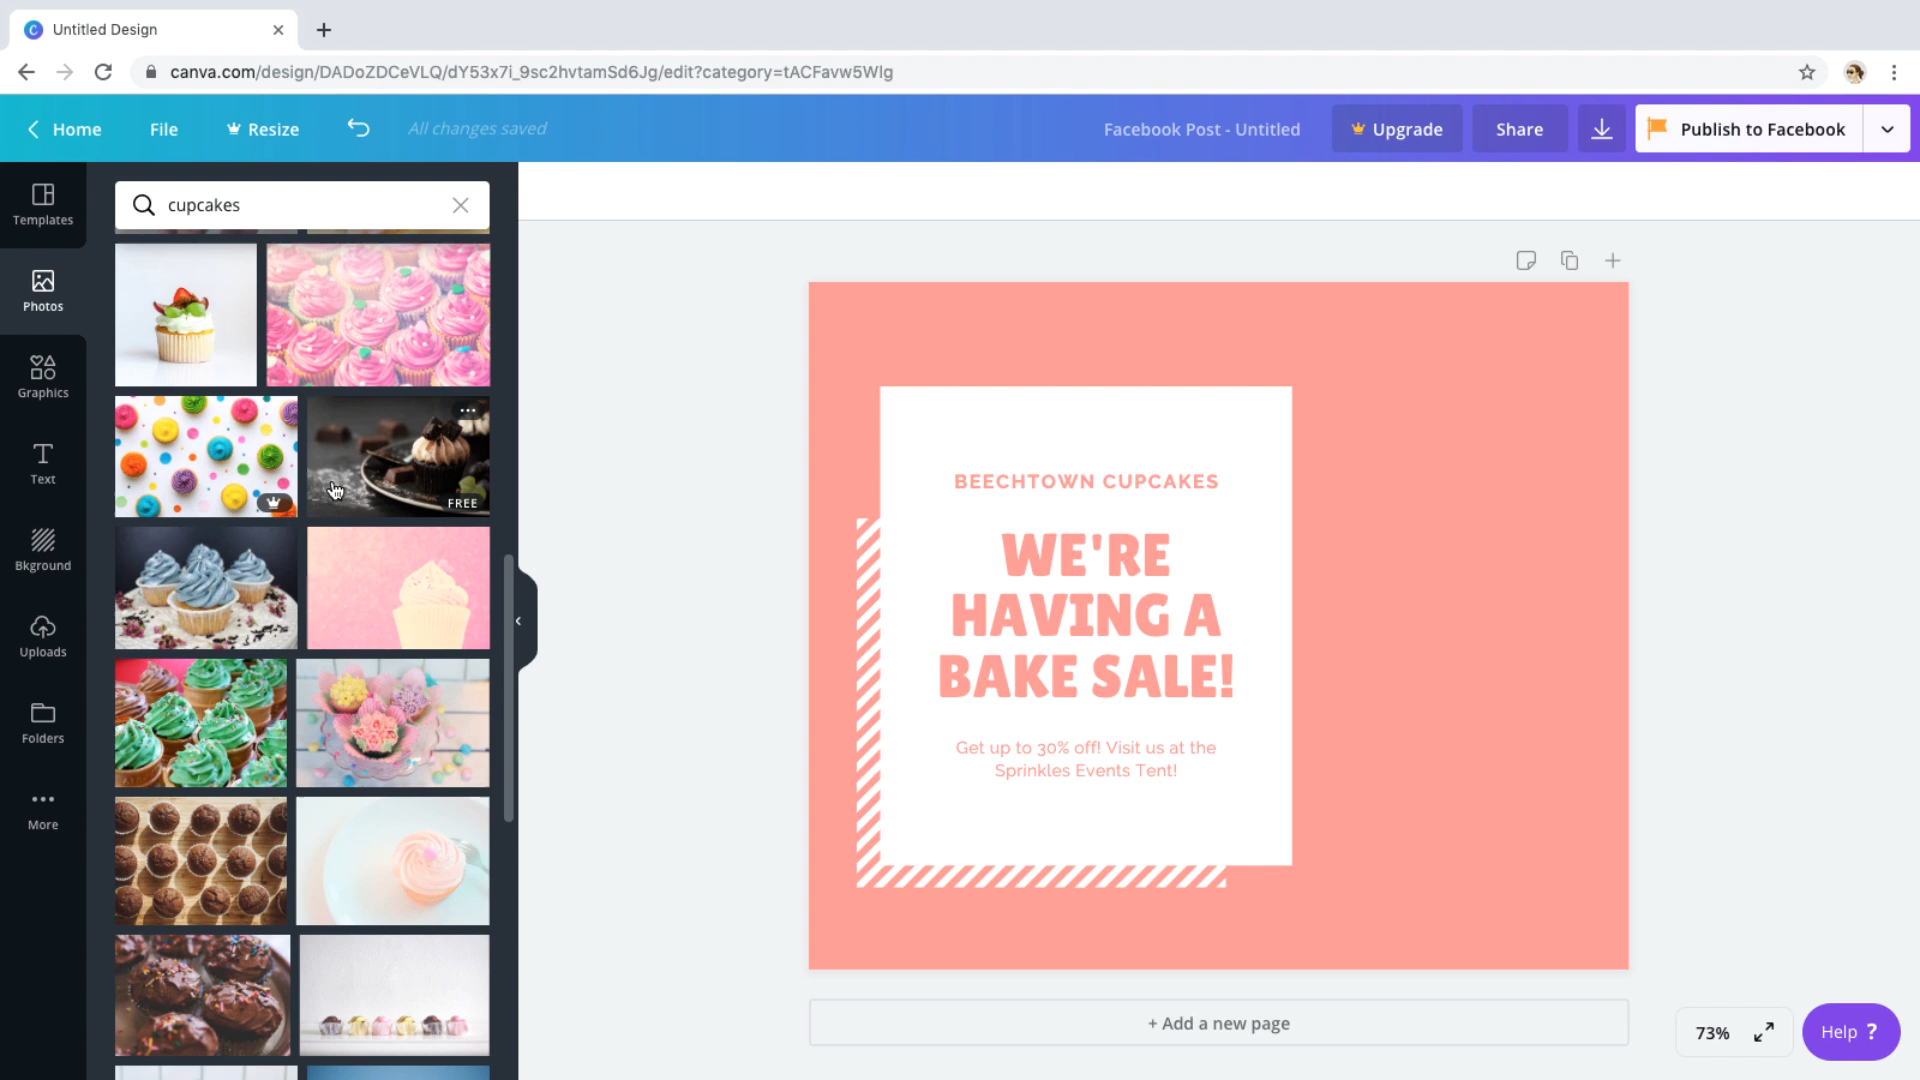 Untitled Design
canva.com/design/DADoZDCeVLQ/dY53x7i_9sc2hvtamSd6Jg/edit?category=tACFavw5Wlg
Home
File
Resize
All changes saved
Facebook Post - Untitled
Upgrade
Share
Publish to Facebook
Templates
Photos
Graphics
Text
Bkground
Uploads
Folders
More
cupcakes
FREE
BEECHTOWN CUPCAKES
WE'RE
HAVING A
BAKE SALE!
Get up to 30% off! Visit us at the
Sprinkles Events Tent!
+ Add a new page
73%
Help ?